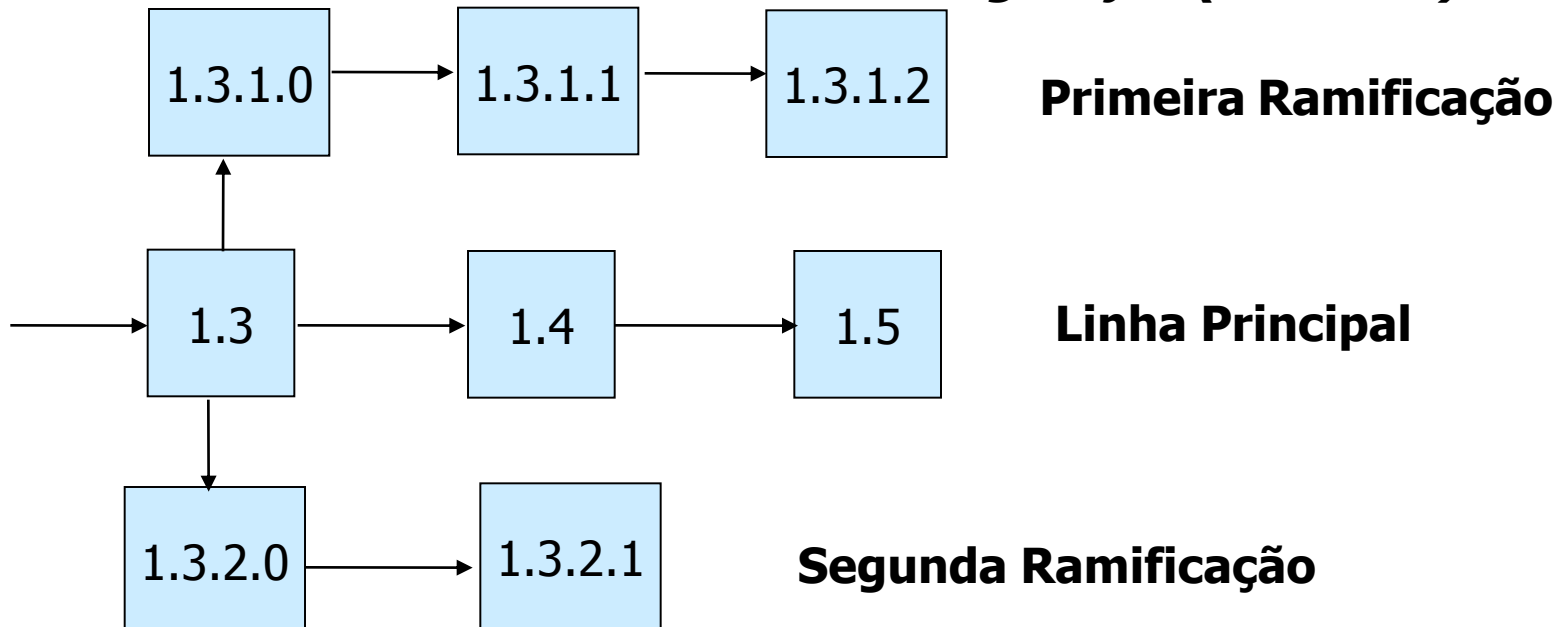 1.3.1.0 1.3.1.1 1.3.1.2 Primeira Ramificação
1.3 1.4 1.5 Linha Principal
1.3.2.0 1.3.2.1 Segunda Ramificação